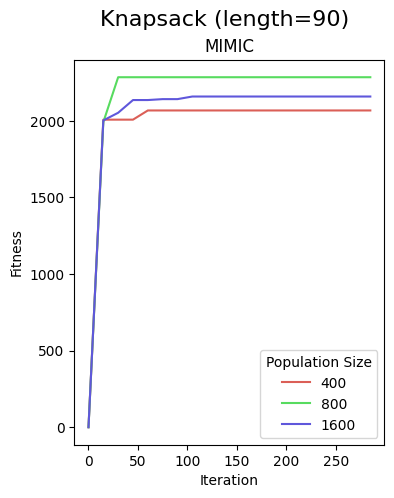 Knapsack (length=90)
MIMIC
Fitness
2000
1500
1000
500
0
0 50 100 150 200 250
Iteration
Population Size
400
800
1600